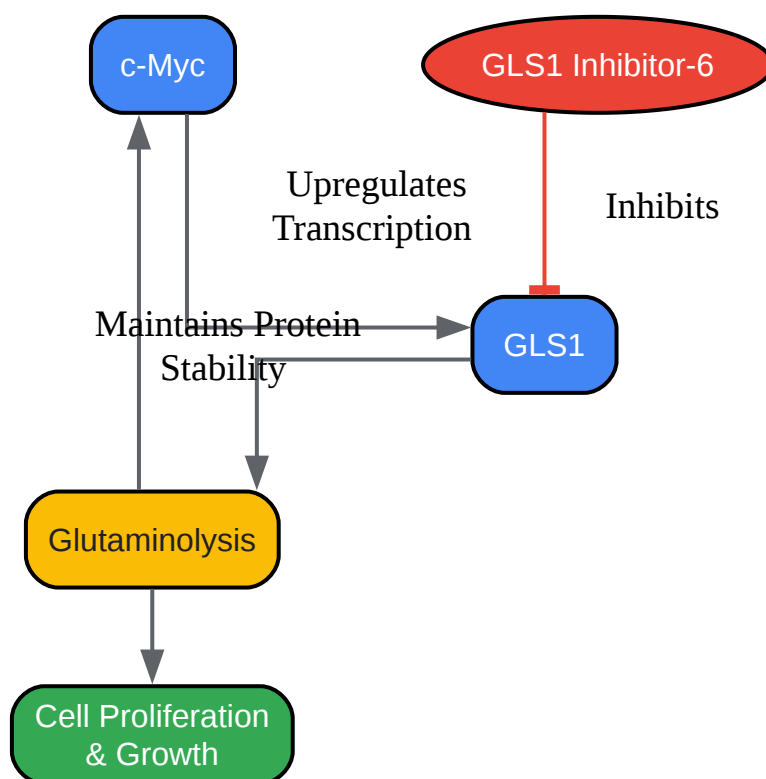 c-Myc
GLS1 Inhibitor-6
Upregulates
Transcription
Inhibits
Maintains Protein
Stability
GLS1
Glutaminolysis
Cell Proliferation
& Growth